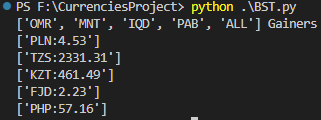 PS F:\CurrenciesProject> python .\BST.py
['OMR', 'MNT', 'IQD', 'PAB', 'ALL'] Gainers
['PLN:4.53']
['TZS:2331.31']
['KZT:461.49']
['FJD:2.23']
['PHP:57.16']